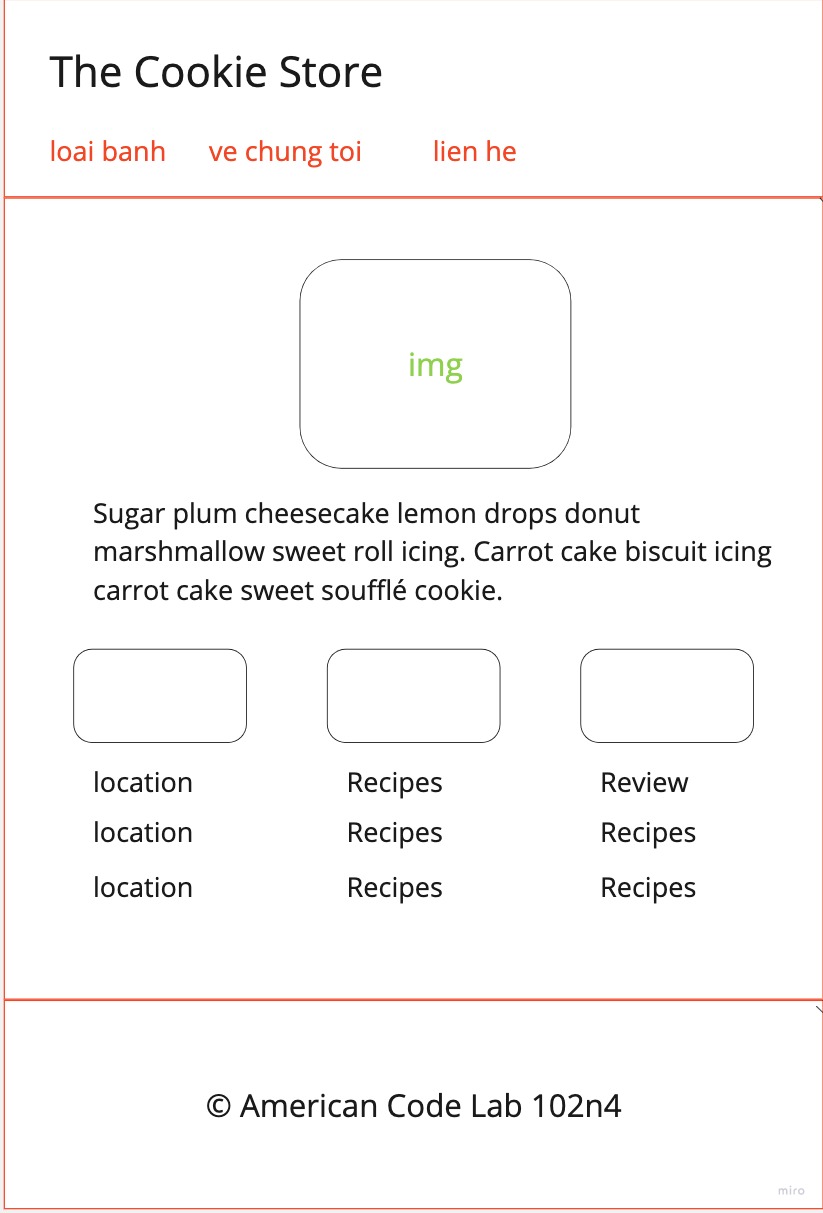 The Cookie Store
loai banh ve chung toi lien he
img
Sugar plum cheesecake lemon drops donut
marshmallow sweet roll icing. Carrot cake biscuit icing
carrot cake sweet soufflé cookie.
location Recipes Review
location Recipes Recipes
location Recipes Recipes
© American Code Lab 102n4
miro